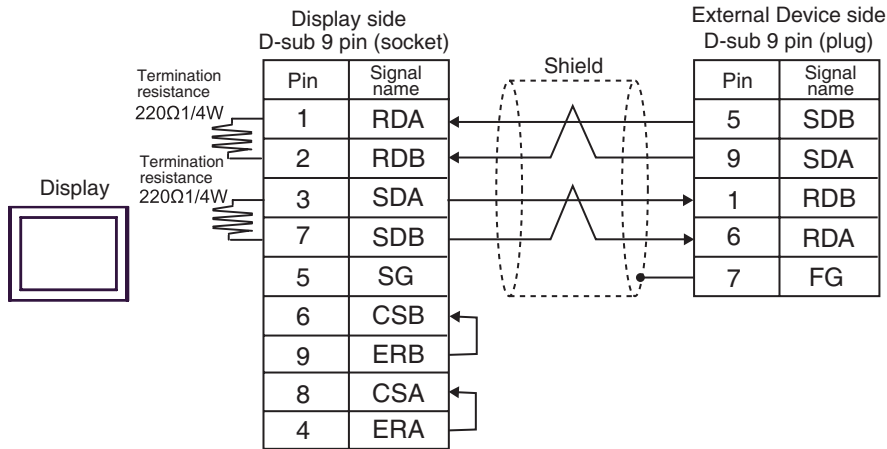 Display side
D-sub 9 pin (socket)
External Device side
D-sub 9 pin (plug)
Shield
Termination
resistance
220Ω1/4W
Termination
resistance
220Ω1/4W
Display
Pin Signal name
1 RDA
2 RDB
3 SDA
7 SDB
5 SG
6 CSB
9 ERB
8 CSA
4 ERA
Pin Signal name
5 SDB
9 SDA
1 RDB
6 RDA
7 FG